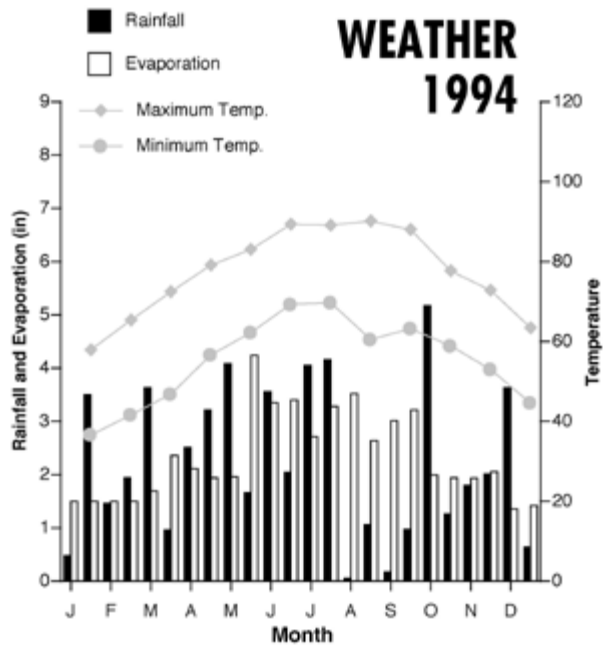 Rainfall
Evaporation
Maximum Temp.
Minimum Temp.
WEATHER
1994
Rainfall and Evaporation (in)
9
8
7
6
5
4
3
2
1
0
120
100
80
60
40
20
0
Temperature
J F M A M J J A S O N D
Month